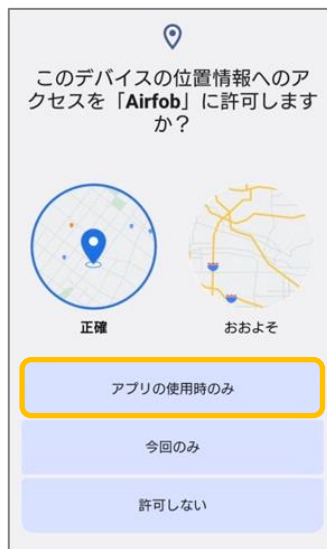 このデバイスの位置情報へのア
クセスを「Airfob」に許可します
か？
正確
おおよそ
アプリの使用時のみ
今回のみ
許可しない